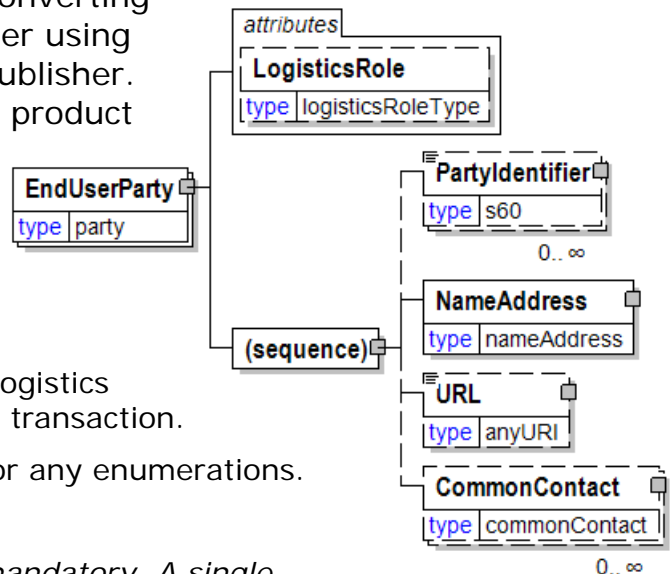 onverting
er using
ublisher.
product
attributes
LogisticsRole
type logisticsRoleType
EndUserParty
type party
PartyIdentifier
type s60
0.. ∞
NameAddress
type nameAddress
(sequence)
URL
type anyURI
CommonContact
type commonContact
0.. ∞
ogistics
transaction.
or any enumerations.
mandatory. A single